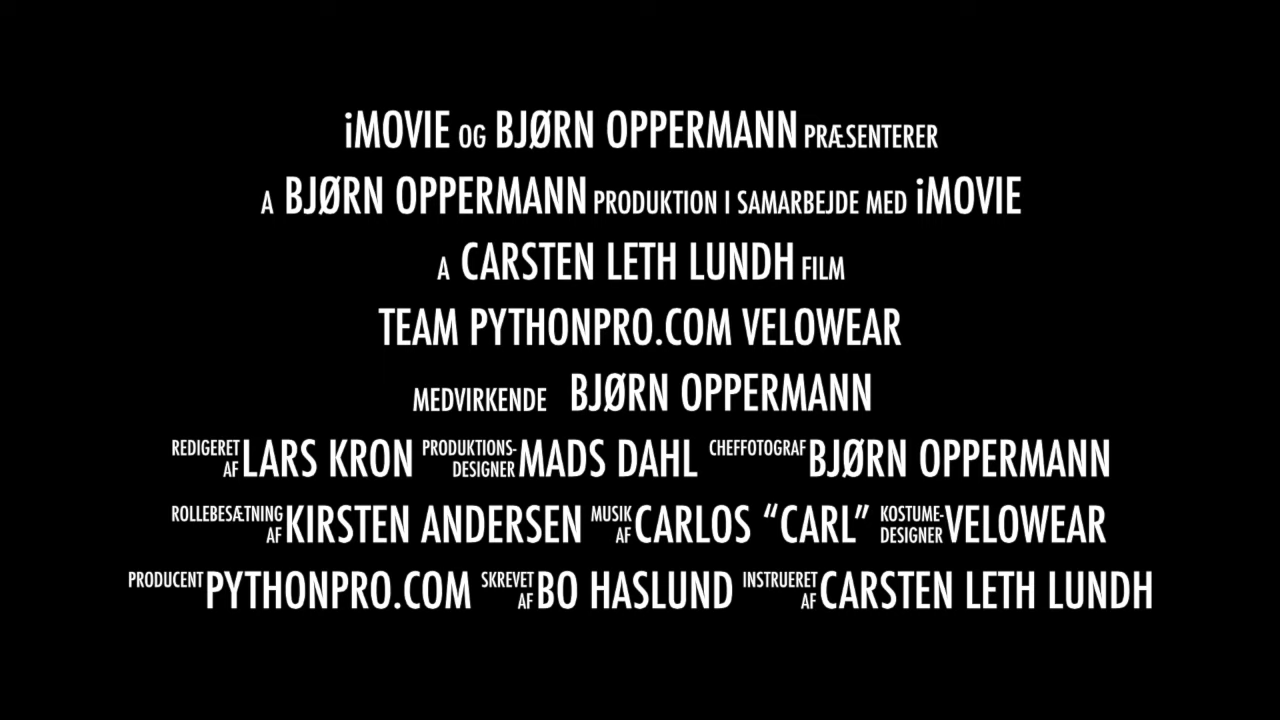 iMOVIE OG BJØRN OPPERMANN PRÆSENTERER
A BJØRN OPPERMANN PRODUKTION I SAMARBEJDE MED iMOVIE
A CARSTEN LETH LUNDH FILM
TEAM PYTHONPRO.COM VELOWEAR
MEDVIRKENDE BJØRN OPPERMANN
REDIGERET AF LARS KRON PRODUKTIONS-DESIGNER MADS DAHL CHEFFOTOGRAF BJØRN OPPERMANN
ROLLEBESÆTNING AF KIRSTEN ANDERSEN MUSIK AF CARLOS “CARL” KOSTUME-DESIGNER VELOWEAR
PRODUCENT PYTHONPRO.COM SKREVET AF BO HASLUND INSTRUERET AF CARSTEN LETH LUNDH